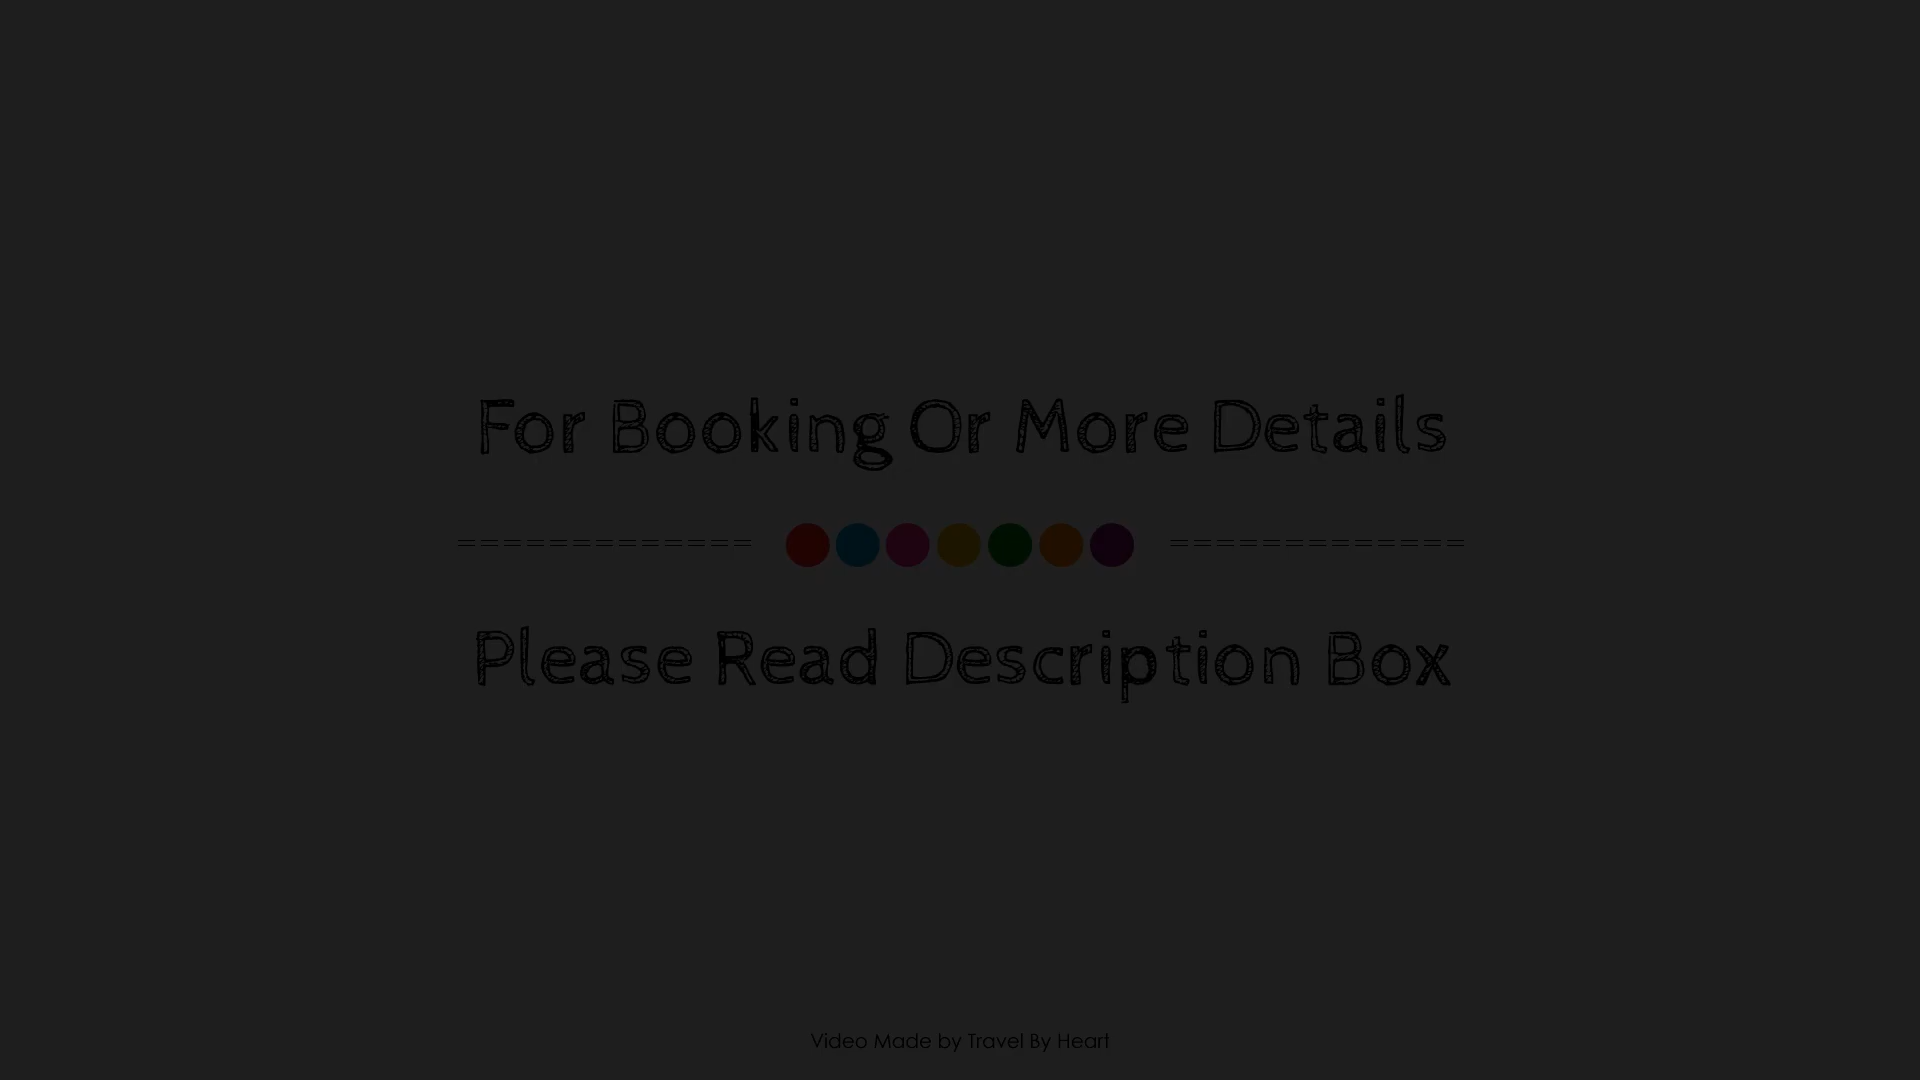 For Booking Or More Details
============= =============
Please Read Description Box
Video Made by Travel By Heart